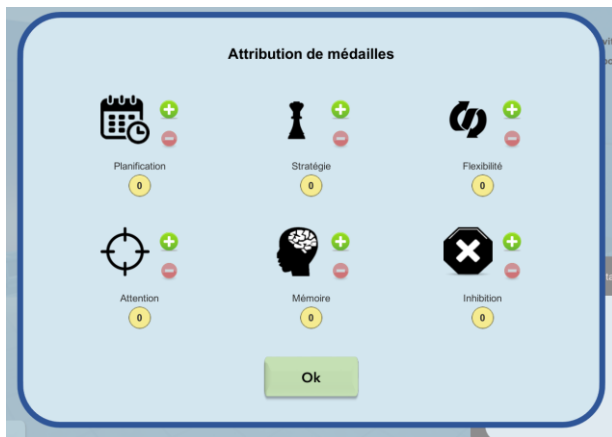 Attribution de médailles
Planification
Stratégie
Flexibilité
0
0
0
Attention
Mémoire
Inhibition
0
0
0
Ok